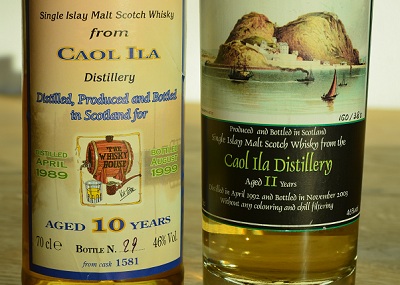 Single Islay Malt Scotch Whisky
from
CAOL ILA
Distillery
Distilled, Produced and Bottled
in Scotland for
DISTILLED
APRIL
1989
THE
WHISKY
HOUSE
BOTTLED
AUGUST
1999
AGED 10 YEARS
70 cl e
BOTTLE N. 29
46% Vol.
from cask 1581
Produced and Bottled in Scotland
Single Islay Malt Scotch Whisky from the
Caol Ila Distillery
Aged 11 Years
Distilled in April 1992 and Bottled in November 2003
Without any colouring and chill filtering